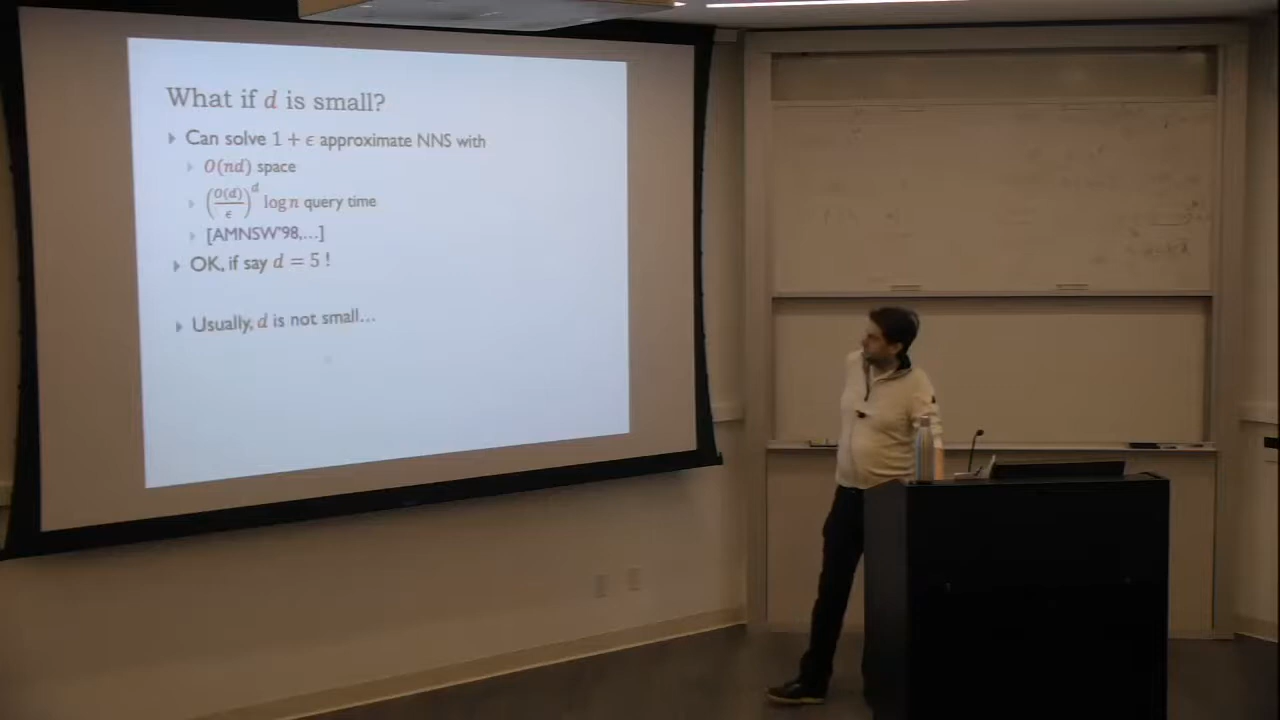 What if d is small?
Can solve 1 + ϵ approximate NNS with
O(nd) space
(O(d)/ϵ)^d log n query time
[AMNSW'98,…]
OK, if say d = 5 !
Usually, d is not small…